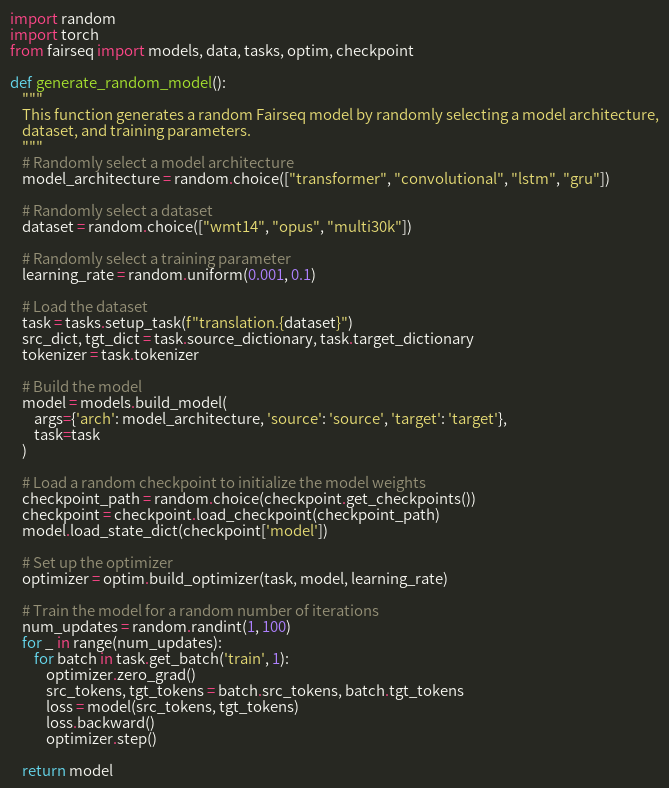 import random
import torch
from fairseq import models, data, tasks, optim, checkpoint

def generate_random_model():
    """
    This function generates a random Fairseq model by randomly selecting a model architecture,
    dataset, and training parameters.
    """
    # Randomly select a model architecture
    model_architecture = random.choice(["transformer", "convolutional", "lstm", "gru"])

    # Randomly select a dataset
    dataset = random.choice(["wmt14", "opus", "multi30k"])

    # Randomly select a training parameter
    learning_rate = random.uniform(0.001, 0.1)

    # Load the dataset
    task = tasks.setup_task(f"translation.{dataset}")
    src_dict, tgt_dict = task.source_dictionary, task.target_dictionary
    tokenizer = task.tokenizer

    # Build the model
    model = models.build_model(
        args={'arch': model_architecture, 'source': 'source', 'target': 'target'},
        task=task
    )

    # Load a random checkpoint to initialize the model weights
    checkpoint_path = random.choice(checkpoint.get_checkpoints())
    checkpoint = checkpoint.load_checkpoint(checkpoint_path)
    model.load_state_dict(checkpoint['model'])

    # Set up the optimizer
    optimizer = optim.build_optimizer(task, model, learning_rate)

    # Train the model for a random number of iterations
    num_updates = random.randint(1, 100)
    for _ in range(num_updates):
        for batch in task.get_batch('train', 1):
            optimizer.zero_grad()
            src_tokens, tgt_tokens = batch.src_tokens, batch.tgt_tokens
            loss = model(src_tokens, tgt_tokens)
            loss.backward()
            optimizer.step()

    return model